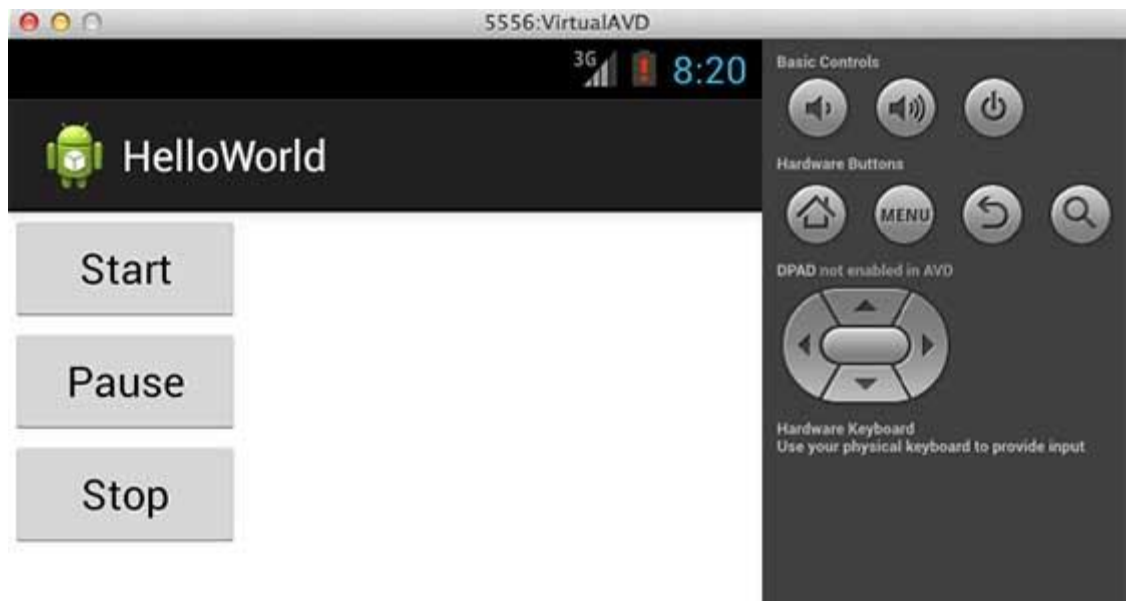 5556:VirtualAVD
3G 8:20
HelloWorld
Start
Pause
Stop
Basic Controls
Hardware Buttons
MENU
DPAD not enabled in AVD
Hardware Keyboard
Use your physical keyboard to provide input